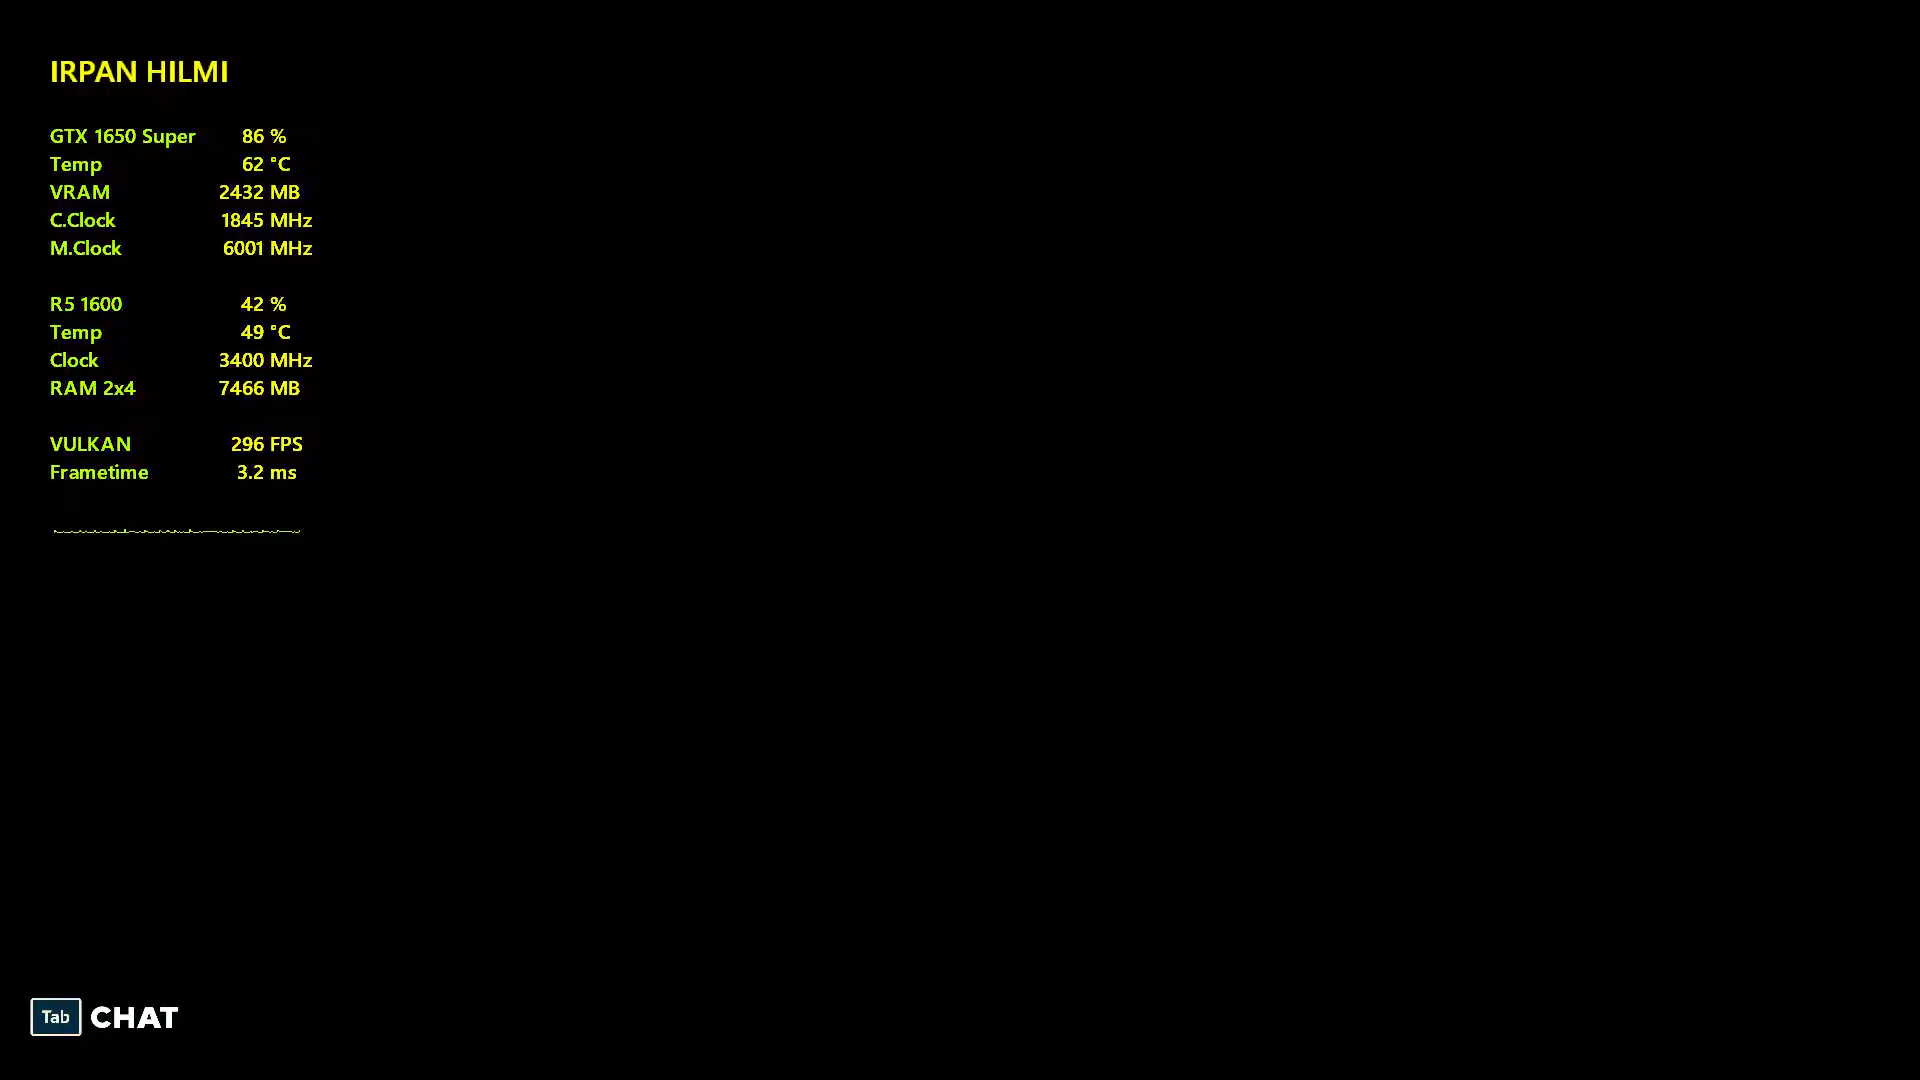 IRPAN HILMI
GTX 1650 Super 86 %
Temp 62 °C
VRAM 2432 MB
C.Clock 1845 MHz
M.Clock 6001 MHz
R5 1600 42 %
Temp 49 °C
Clock 3400 MHz
RAM 2x4 7466 MB
VULKAN 296 FPS
Frametime 3.2 ms
Tab CHAT